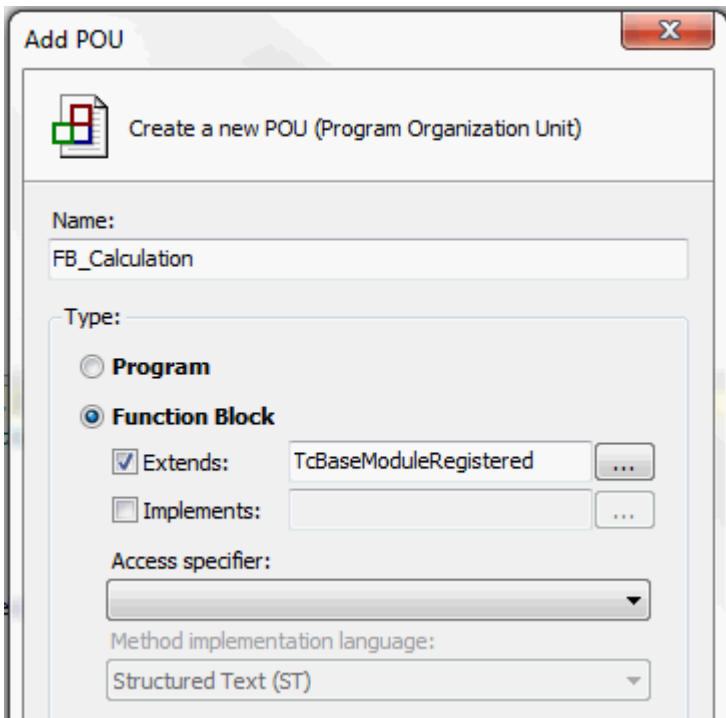 Add POU
Create a new POU (Program Organization Unit)
Name:
FB_Calculation
Type:
Program
Function Block
Extends: TcBaseModuleRegistered ...
Implements: ...
Access specifier:
Method implementation language:
Structured Text (ST)